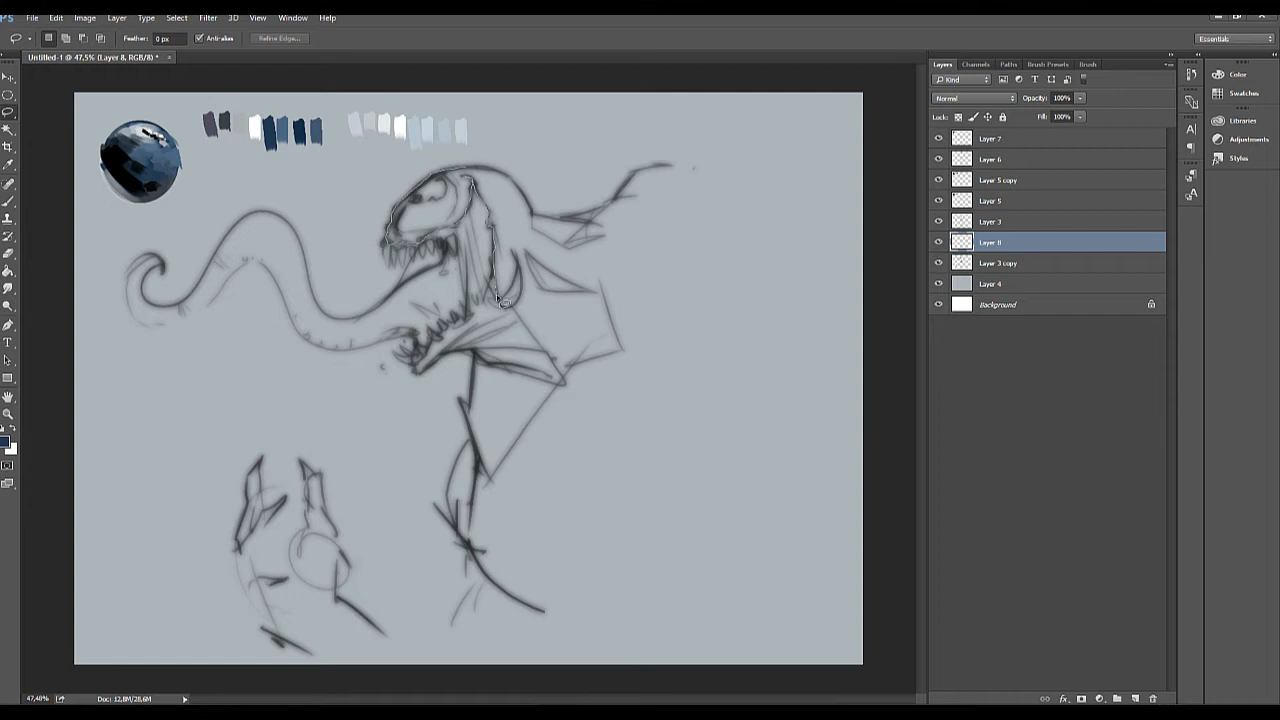 PS File Edit Image Layer Type Select Filter 3D View Window Help
Feather: 0 px Anti-alias Refine Edge... Essentials
Untitled-1 @ 47,5% (Layer 8, RGB/8) * ×
Layers Channels Paths Brush Presets Brush
Kind
Normal Opacity: 100%
Lock: Fill: 100%
Layer 7
Layer 6
Layer 5 copy
Layer 5
Layer 3
Layer 8
Layer 3 copy
Layer 4
Background
Color
Swatches
Libraries
Adjustments
Styles
47,48% Doc: 12,8M/28,6M